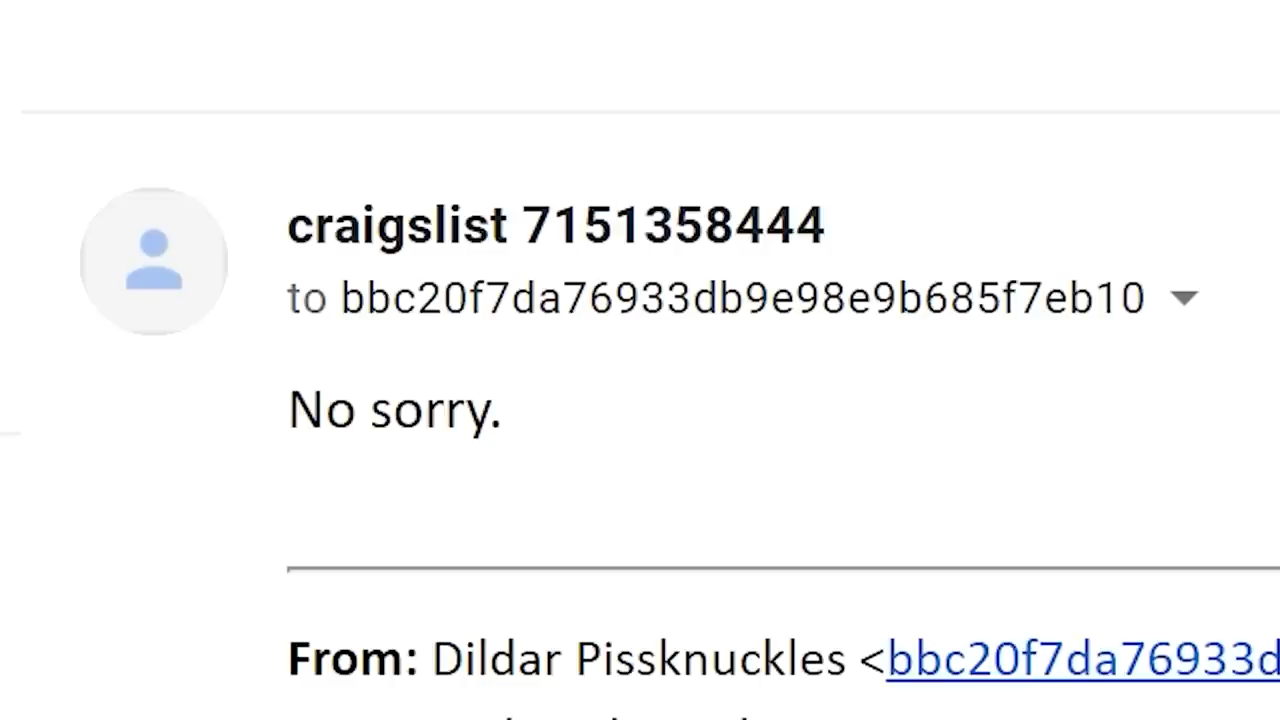 craigslist 7151358444
to bbc20f7da76933db9e98e9b685f7eb10
No sorry.
From: Dildar Pissknuckles <bbc20f7da76933d